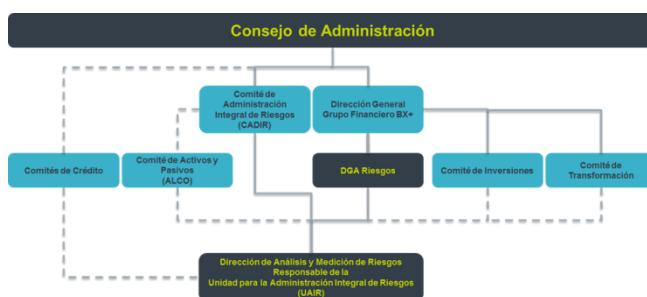 Consejo de Administración
Comité de
Administración
Integral de Riesgos
(CADIR)
Dirección General
Grupo Financiero BX+
Comités de Crédito
Comité de Activos y
Pasivos
(ALCO)
DGA Riesgos
Comité de Inversiones
Comité de
Transformación
Dirección de Análisis y Medición de Riesgos
Responsable de la
Unidad para la Administración Integral de Riesgos
(UAIR)